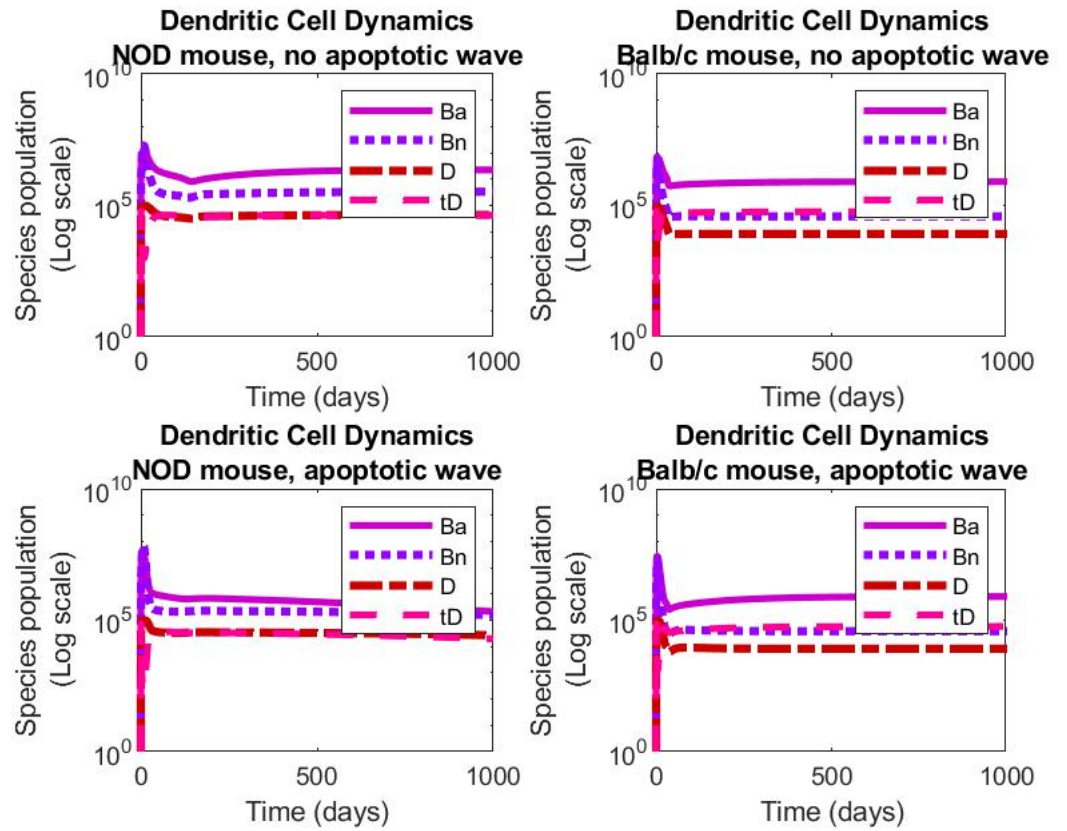 Dendritic Cell Dynamics
NOD mouse, no apoptotic wave
10^10
10^5
10^0
Species population
(Log scale)
Ba
Bn
D
tD
0 500 1000
Time (days)
Dendritic Cell Dynamics
Balb/c mouse, no apoptotic wave
10^10
10^5
10^0
Species population
(Log scale)
Ba
Bn
D
tD
0 500 1000
Time (days)
Dendritic Cell Dynamics
NOD mouse, apoptotic wave
10^10
10^5
10^0
Species population
(Log scale)
Ba
Bn
D
tD
0 500 1000
Time (days)
Dendritic Cell Dynamics
Balb/c mouse, apoptotic wave
10^10
10^5
10^0
Species population
(Log scale)
Ba
Bn
D
tD
0 500 1000
Time (days)